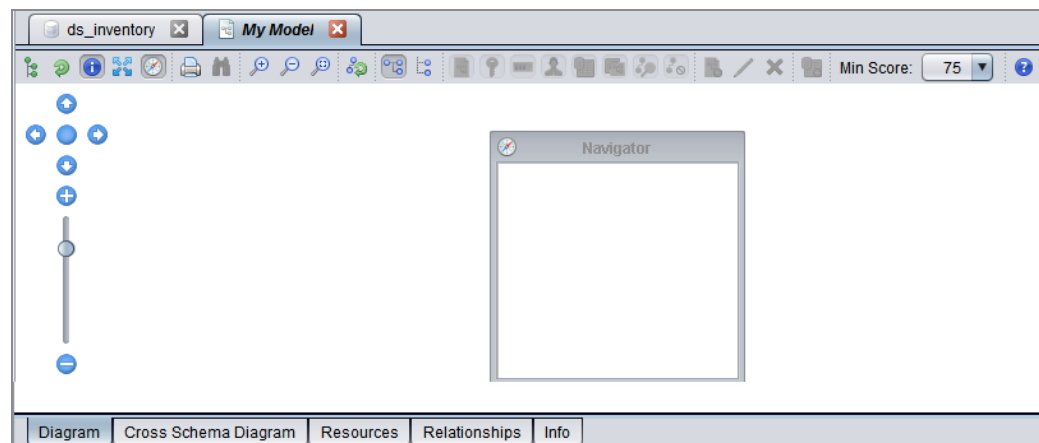 ds_inventory My Model
Min Score: 75
Navigator
Diagram Cross Schema Diagram Resources Relationships Info